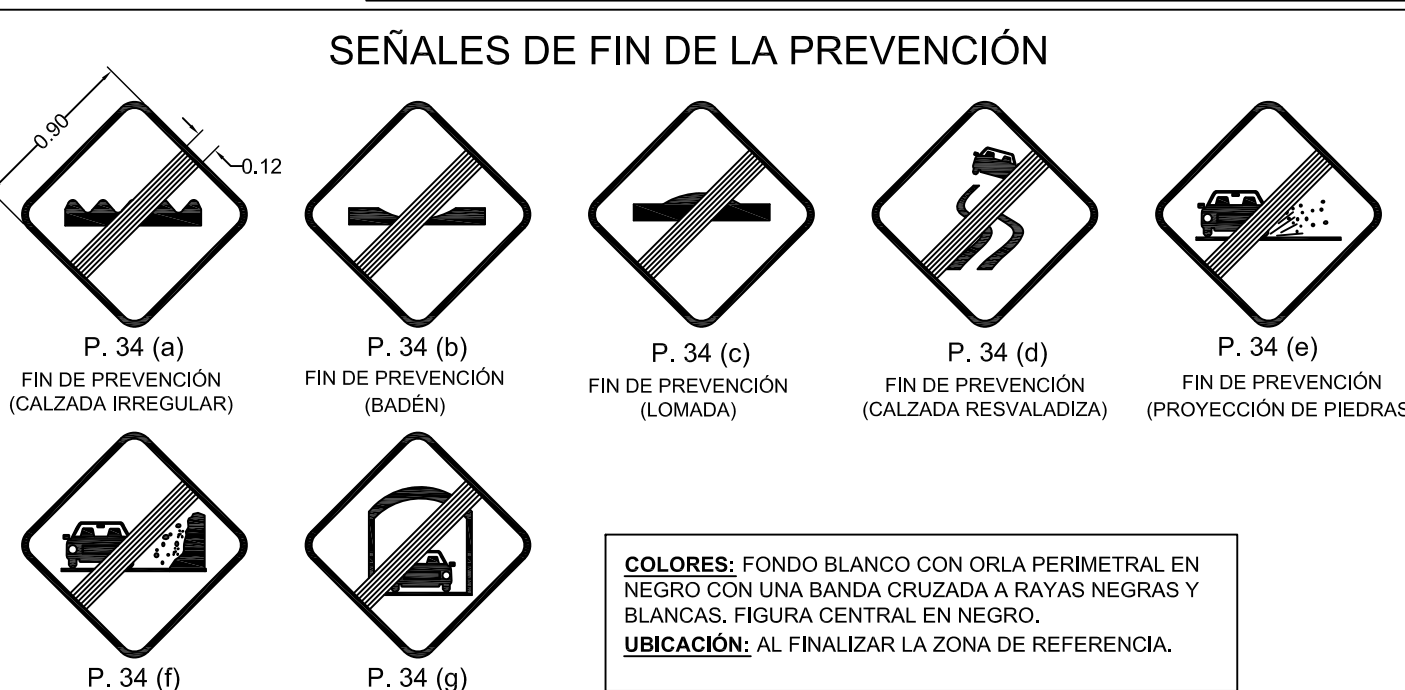 SEÑALES DE FIN DE LA PREVENCIÓN
0.90
0.12
P. 34 (a)
FIN DE PREVENCIÓN
(CALZADA IRREGULAR)
P. 34 (b)
FIN DE PREVENCIÓN
(BADÉN)
P. 34 (c)
FIN DE PREVENCIÓN
(LOMADA)
P. 34 (d)
FIN DE PREVENCIÓN
(CALZADA RESVALADIZA)
P. 34 (e)
FIN DE PREVENCIÓN
(PROYECCIÓN DE PIEDRAS
P. 34 (f)
P. 34 (g)
COLORES: FONDO BLANCO CON ORLA PERIMETRAL EN
NEGRO CON UNA BANDA CRUZADA A RAYAS NEGRAS Y
BLANCAS. FIGURA CENTRAL EN NEGRO.
UBICACIÓN: AL FINALIZAR LA ZONA DE REFERENCIA.